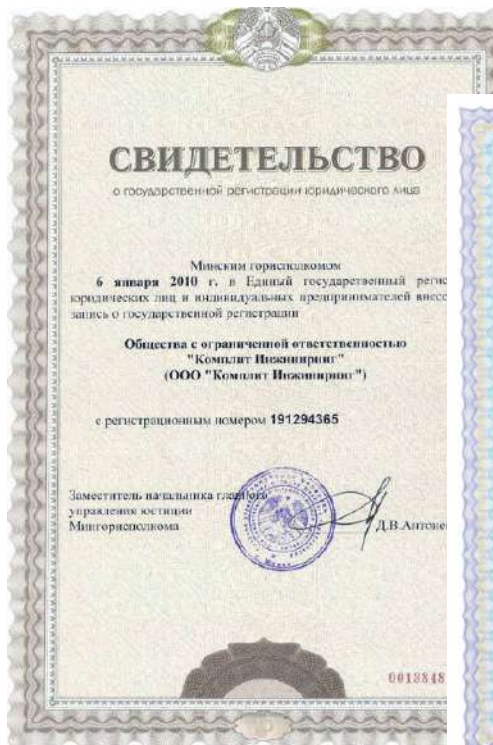 СВИДЕТЕЛЬСТВО
о государственной регистрации юридического лица
Минским горисполкомом
6 января 2010 г. в Единый государственный регис
юридических лиц и индивидуальных предпринимателей внесе
запись о государственной регистрации
Общества с ограниченной ответственностью
"Комплит Инжиниринг"
(ООО "Комплит Инжиниринг")
с регистрационным номером 191294365
Заместитель начальника главного
управления юстиции
Мингорисполкома
Д.В.Антоне
0013848